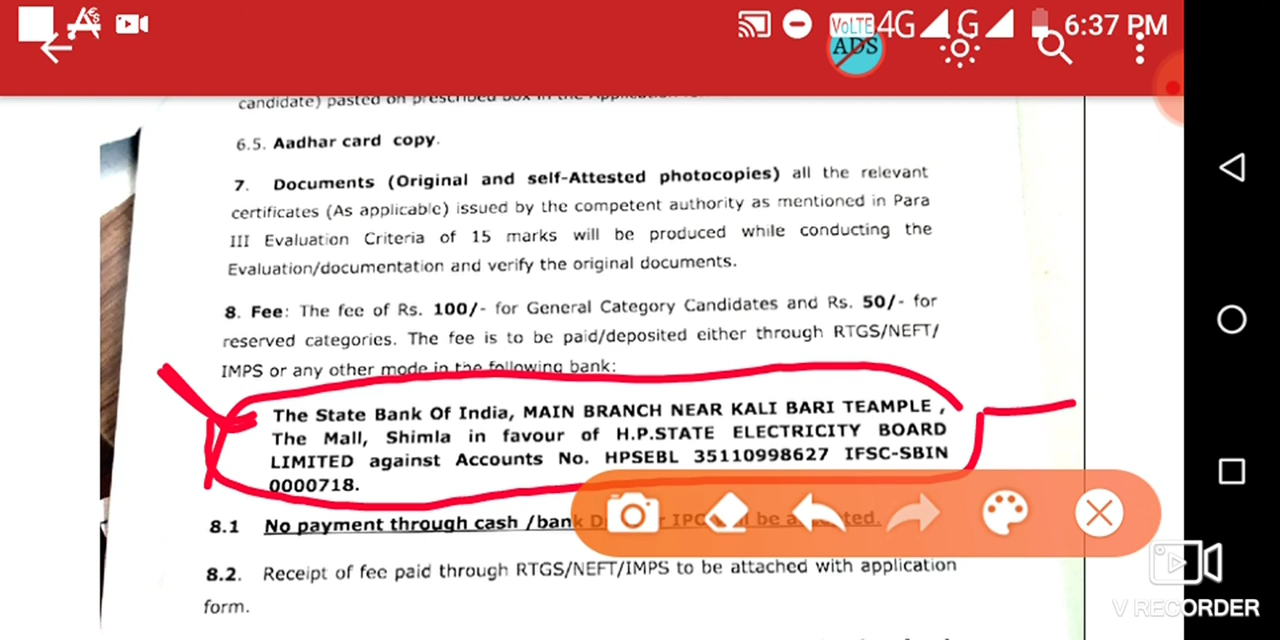 VoLTE 4G G 6:37 PM
ADS
candidate) pasted on prescribed box in the
6.5. Aadhar card copy.
7. Documents (Original and self-Attested photocopies) all the relevant
certificates (As applicable) issued by the competent authority as mentioned in Para
III Evaluation Criteria of 15 marks will be produced while conducting the
Evaluation/documentation and verify the original documents.
8. Fee: The fee of Rs. 100/- for General Category Candidates and Rs. 50/- for
reserved categories. The fee is to be paid/deposited either through RTGS/NEFT/
IMPS or any other mode in the following bank:
The State Bank Of India, MAIN BRANCH NEAR KALI BARI TEAMPLE ,
The Mall, Shimla in favour of H.P.STATE ELECTRICITY BOARD
LIMITED against Accounts No. HPSEBL 35110998627 IFSC-SBIN
0000718.
8.1 No payment through cash /bank IPO be
8.2. Receipt of fee paid through RTGS/NEFT/IMPS to be attached with application
form.
V RECORDER